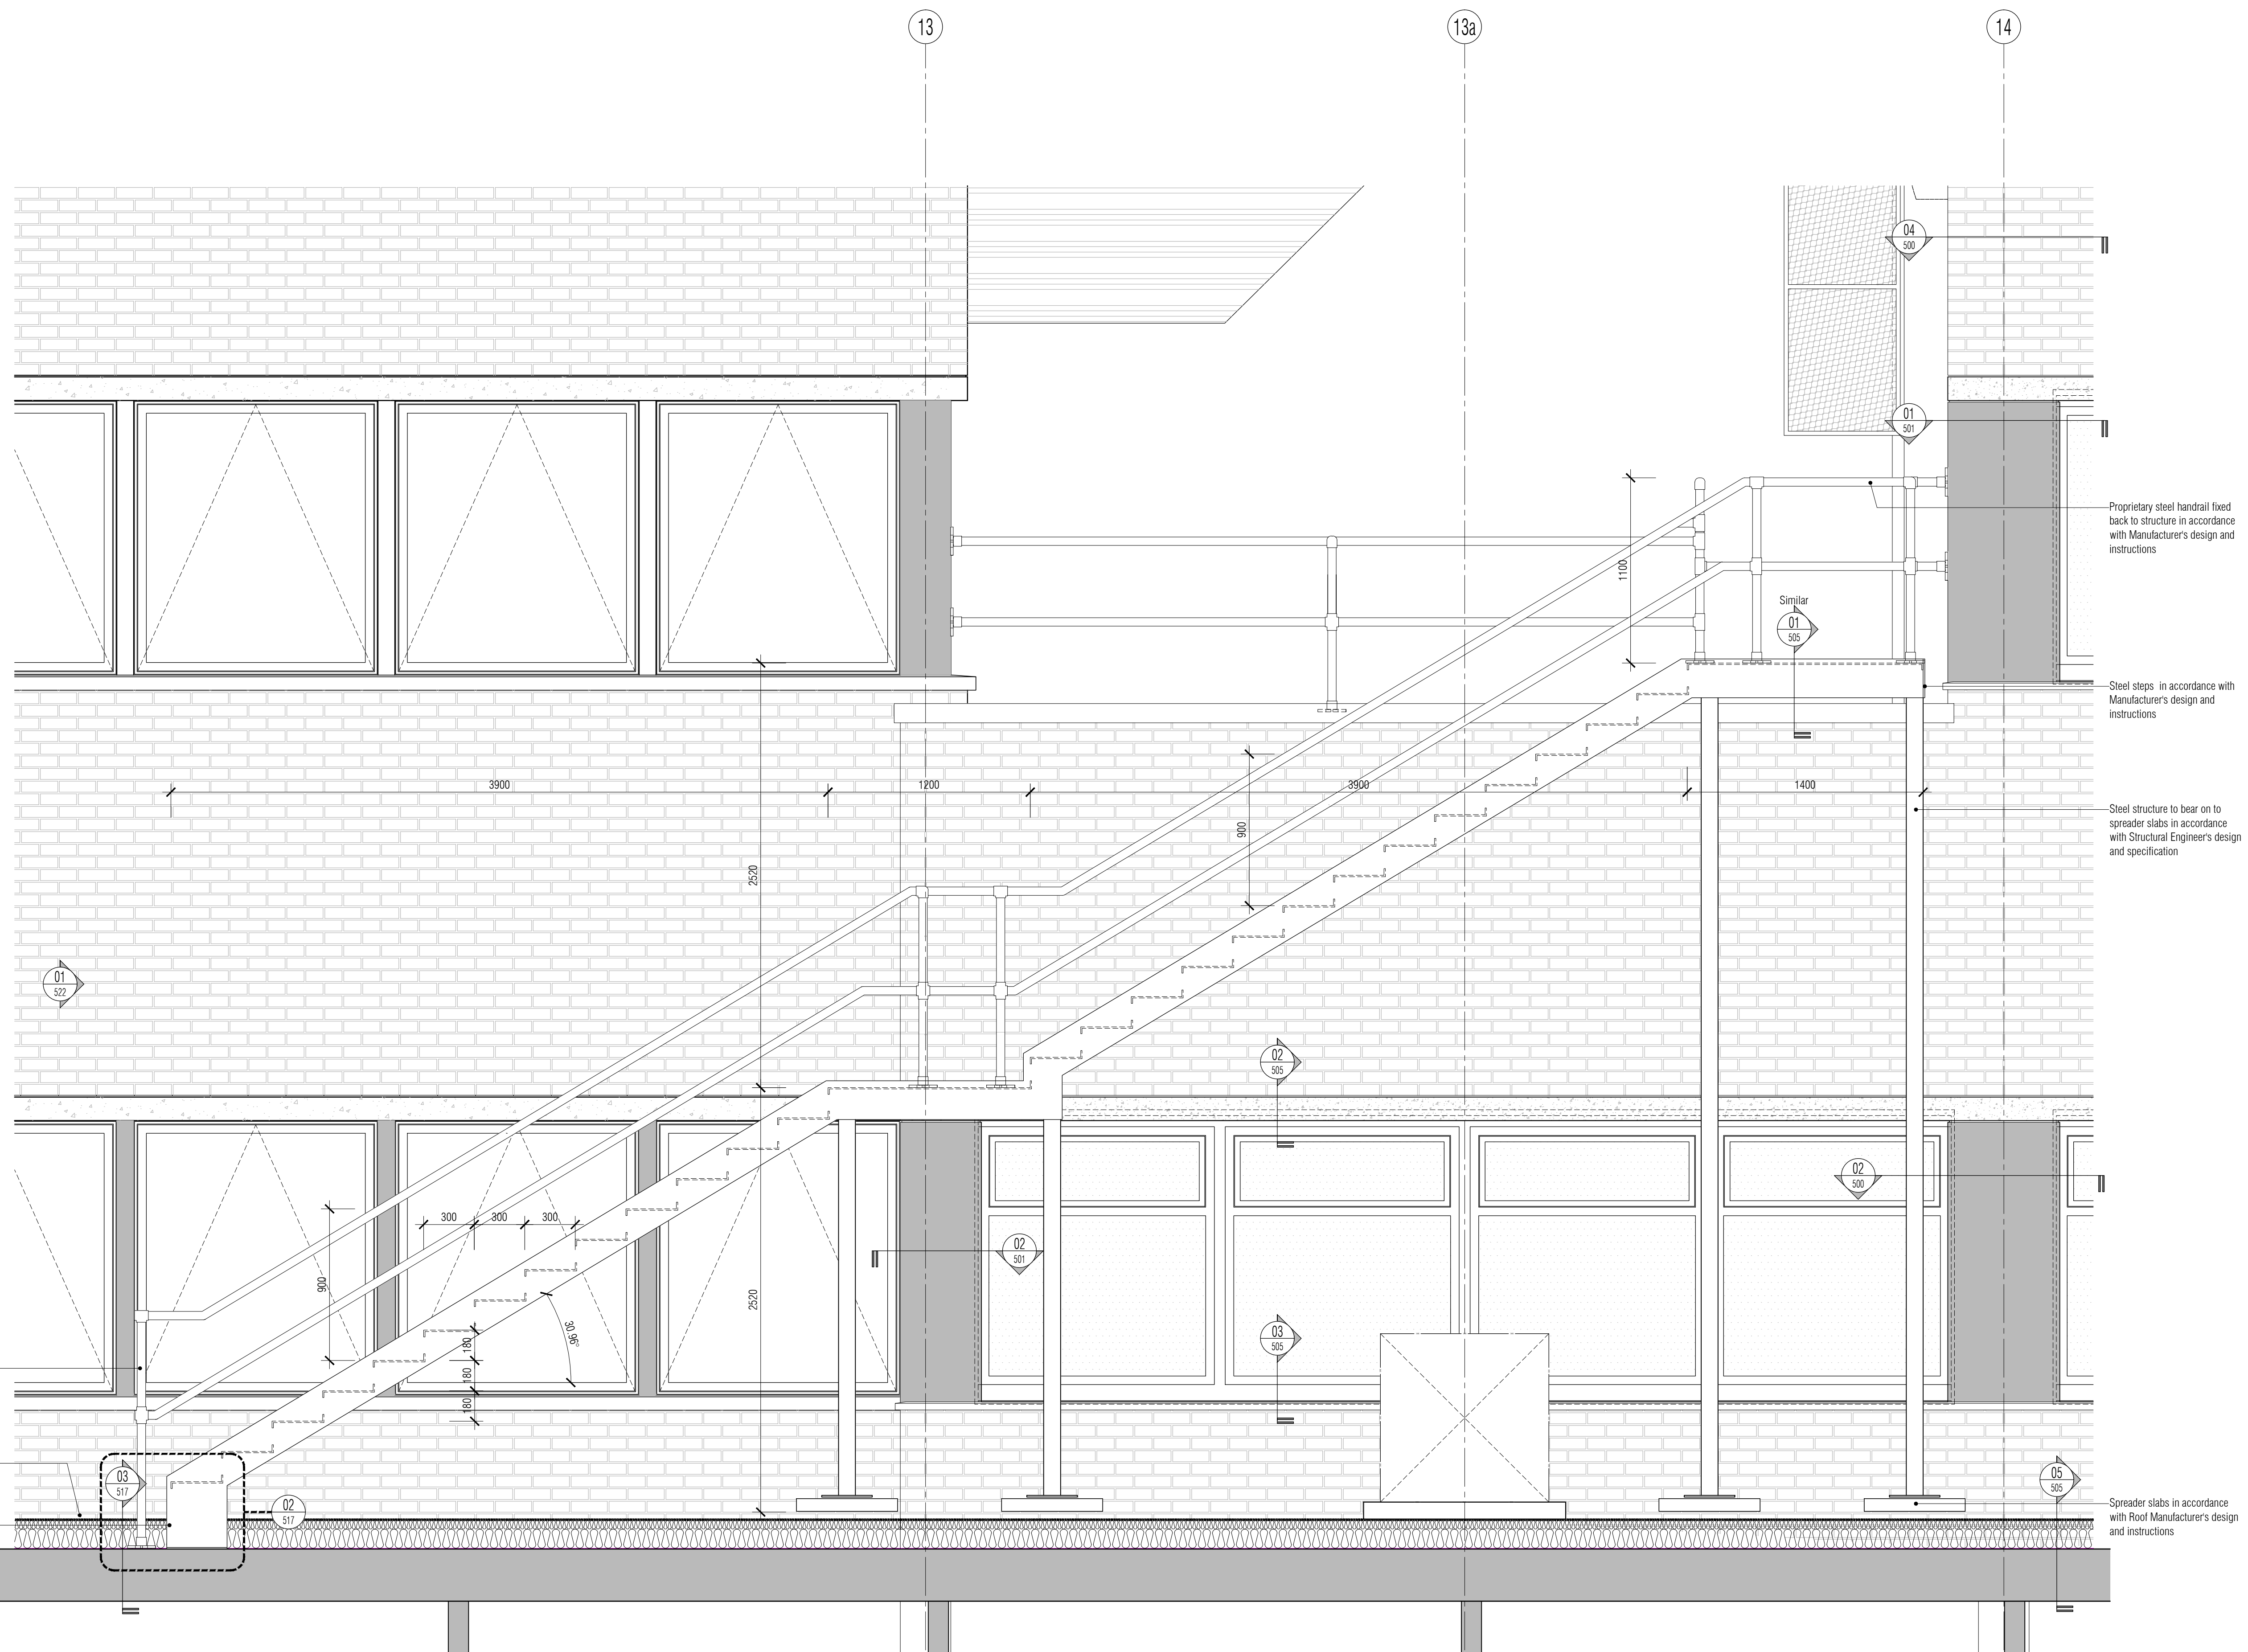 13
13a
14
04
500
01
501
Proprietary steel handrail fixed
back to structure in accordance
with Manufacturer's design and
instructions
1100
Similar
01
505
Steel steps in accordance with
Manufacturer's design and
instructions
3900
1200
3900
1400
Steel structure to bear on to
spreader slabs in accordance
with Structural Engineer's design
and specification
900
2520
01
522
02
505
02
500
300
300
300
02
501
900
2520
30.96°
180
180
180
03
505
03
517
02
517
05
505
Spreader slabs in accordance
with Roof Manufacturer's design
and instructions